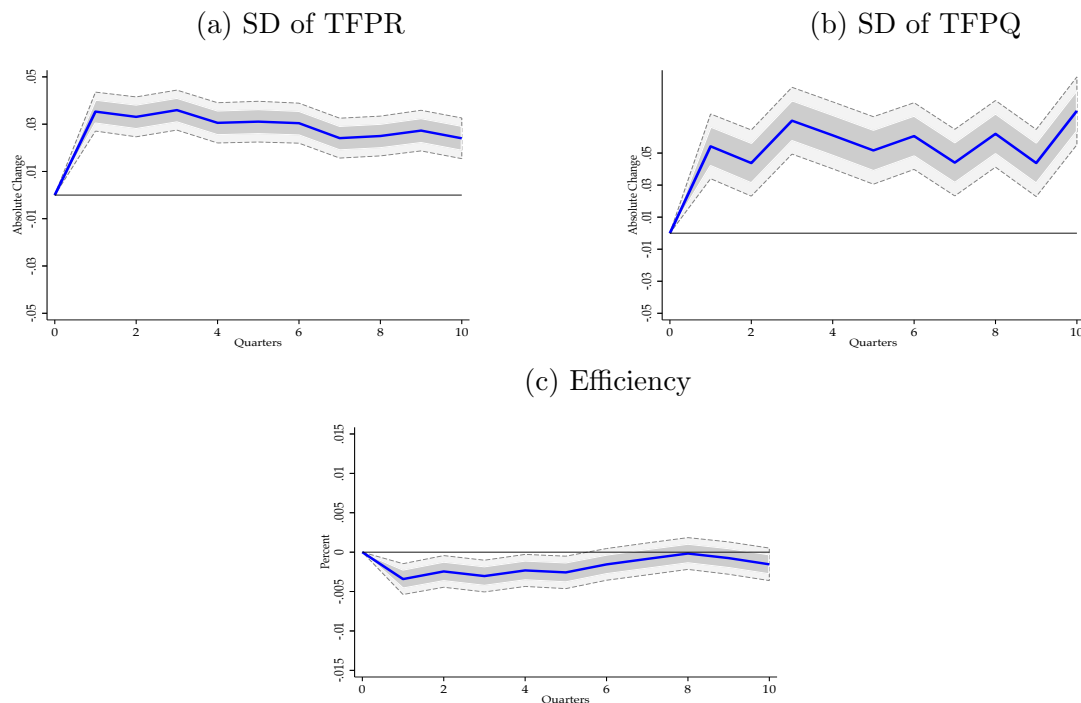 (a) SD of TFPR
(b) SD of TFPQ
Absolute Change
.05
.03
.01
-.01
-.03
-.05
0 2 4 6 8 10
Quarters
Absolute Change
.05
.03
.01
-.01
-.03
-.05
0 2 4 6 8 10
Quarters
(c) Efficiency
Percent
.015
.01
.005
0
-.005
-.01
-.015
0 2 4 6 8 10
Quarters